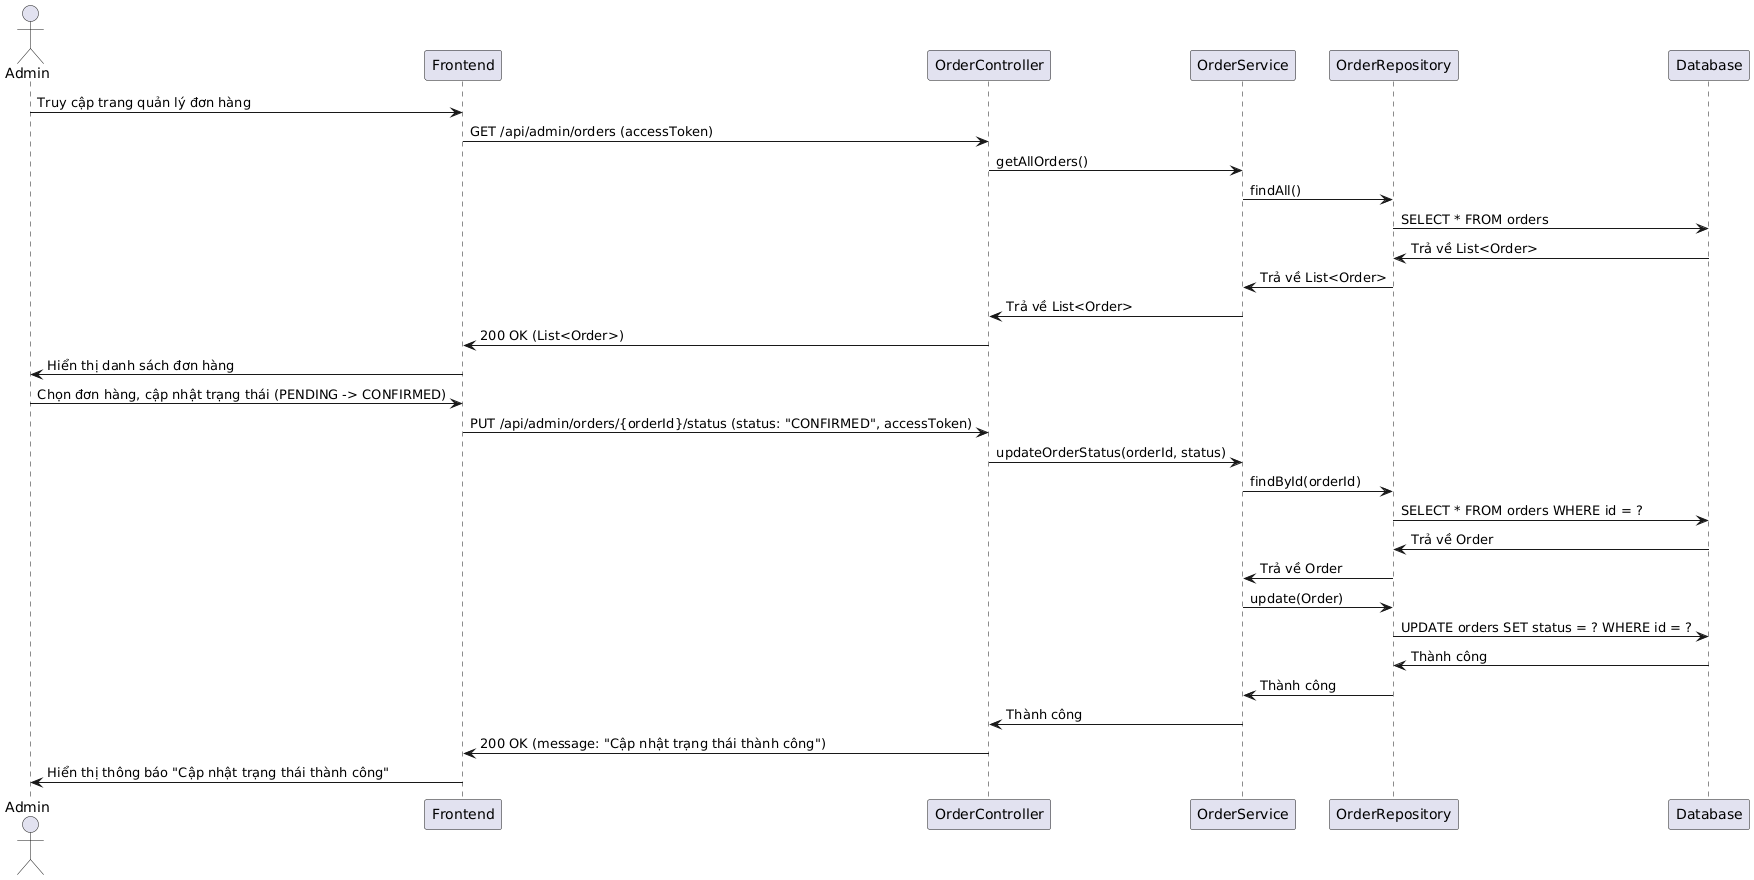 Admin
Frontend
OrderController
OrderService
OrderRepository
Database
Truy cập trang quản lý đơn hàng
GET /api/admin/orders (accessToken)
getAllOrders()
findAll()
SELECT * FROM orders
Trả về List<Order>
Trả về List<Order>
Trả về List<Order>
200 OK (List<Order>)
Hiển thị danh sách đơn hàng
Chọn đơn hàng, cập nhật trạng thái (PENDING -> CONFIRMED)
PUT /api/admin/orders/{orderId}/status (status: "CONFIRMED", accessToken)
updateOrderStatus(orderId, status)
findById(orderId)
SELECT * FROM orders WHERE id = ?
Trả về Order
Trả về Order
update(Order)
UPDATE orders SET status = ? WHERE id = ?
Thành công
Thành công
Thành công
200 OK (message: "Cập nhật trạng thái thành công")
Hiển thị thông báo "Cập nhật trạng thái thành công"
Admin
Frontend
OrderController
OrderService
OrderRepository
Database